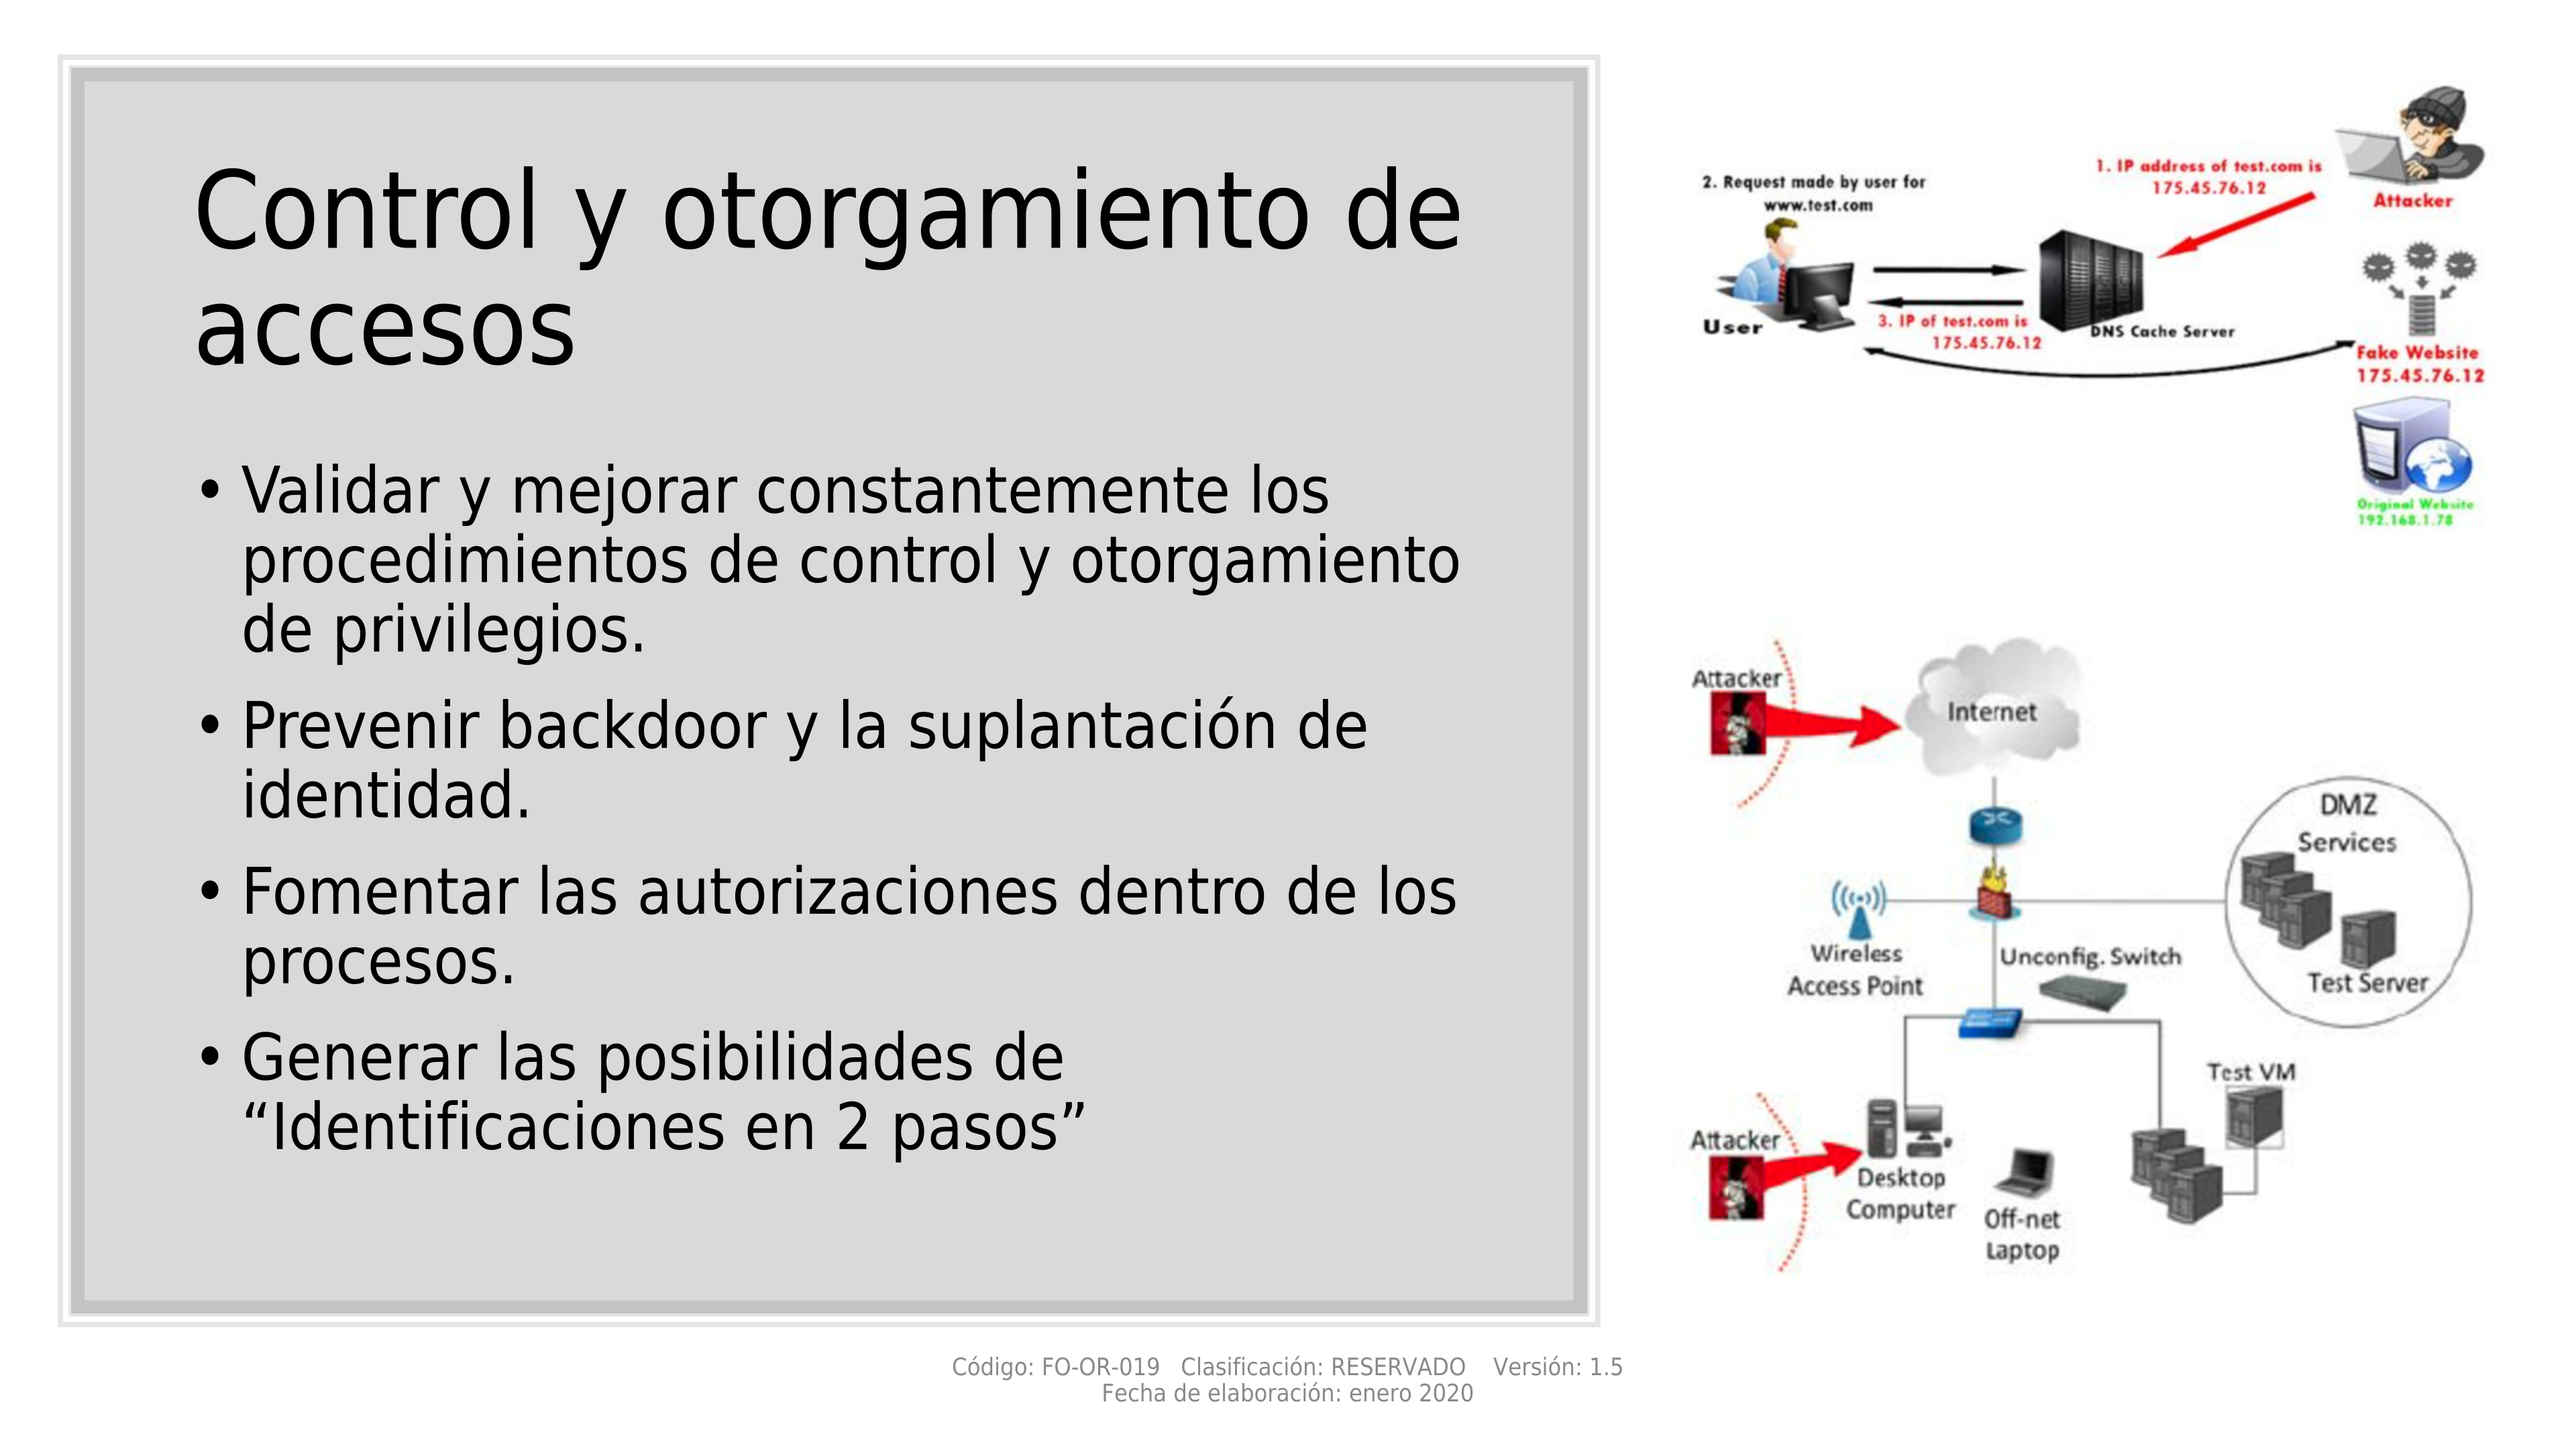 Control y otorgamiento de
accesos
• Validar y mejorar constantemente los
procedimientos de control y otorgamiento
de privilegios.
• Prevenir backdoor y la suplantación de
identidad.
• Fomentar las autorizaciones dentro de los
procesos.
• Generar las posibilidades de
“Identificaciones en 2 pasos”
1. IP address of test.com is
175.45.76.12
Attacker
2. Request made by user for
www.test.com
User
3. IP of test.com is
175.45.76.12
DNS Cache Server
Fake Website
175.45.76.12
Original Website
192.168.1.78
Attacker
Internet
DMZ
Services
Test Server
Wireless
Access Point
Unconfig. Switch
Test VM
Attacker
Desktop
Computer
Off-net
Laptop
Código: FO-OR-019 Clasificación: RESERVADO Versión: 1.5
Fecha de elaboración: enero 2020